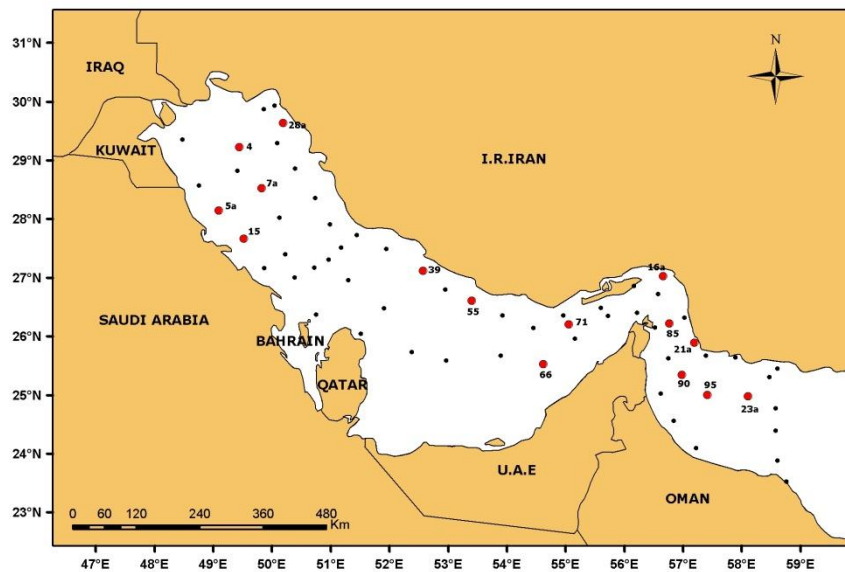 31°N
N
IRAQ
30°N
28a
KUWAIT
4
29°N
I.R.IRAN
7a
5a
28°N
15
39
16a
27°N
55
SAUDI ARABIA
71
85
26°N
BAHRAIN
21a
66
90
95
QATAR
25°N
23a
24°N
U.A.E
OMAN
23°N
0 60 120 240 360 480
Km
47°E 48°E 49°E 50°E 51°E 52°E 53°E 54°E 55°E 56°E 57°E 58°E 59°E